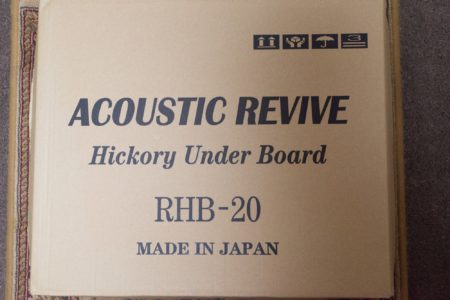 ACOUSTIC REVIVE
Hickory Under Board
RHB-20
MADE IN JAPAN